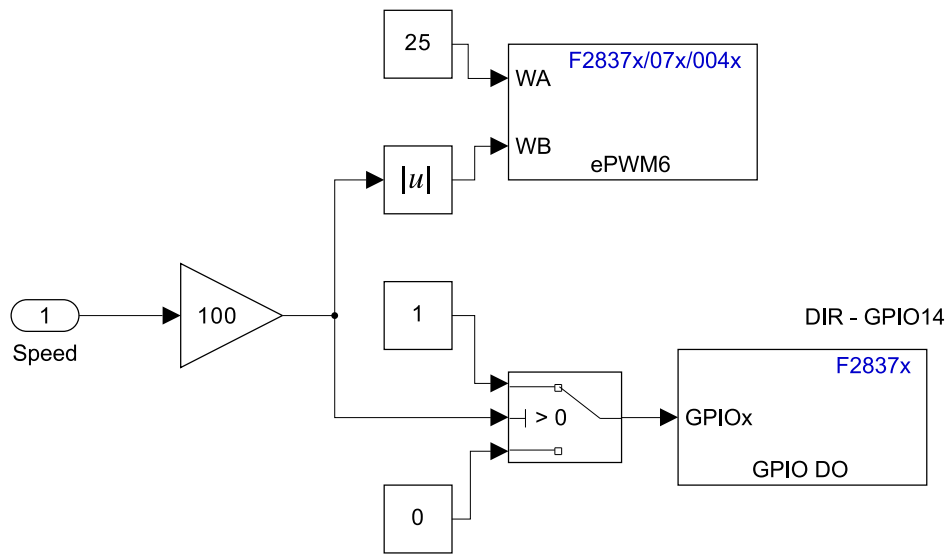 25
F2837x/07x/004x
WA
WB
ePWM6
|u|
1
Speed
100
1
DIR - GPIO14
F2837x
> 0
GPIOx
GPIO DO
0